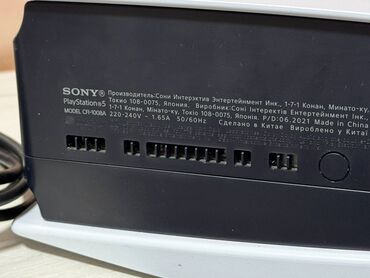 SONY
PlayStation®5
MODEL CFI-1008A
Производитель:Сони Интерэктив Энтертейнмент Инк., 1-7-1 Конан, Минато-ку,
Токио 108-0075, Япония. Виробник:Соні Інтеректів Ентертейнмент Інк.,
1-7-1 Конан, Мінато-ку, Токіо 108-0075, Японія. P/D:06.2021 Made in China
220-240V ~ 1.65A 50/60Hz Сделано в Китае Вироблено у Китаї